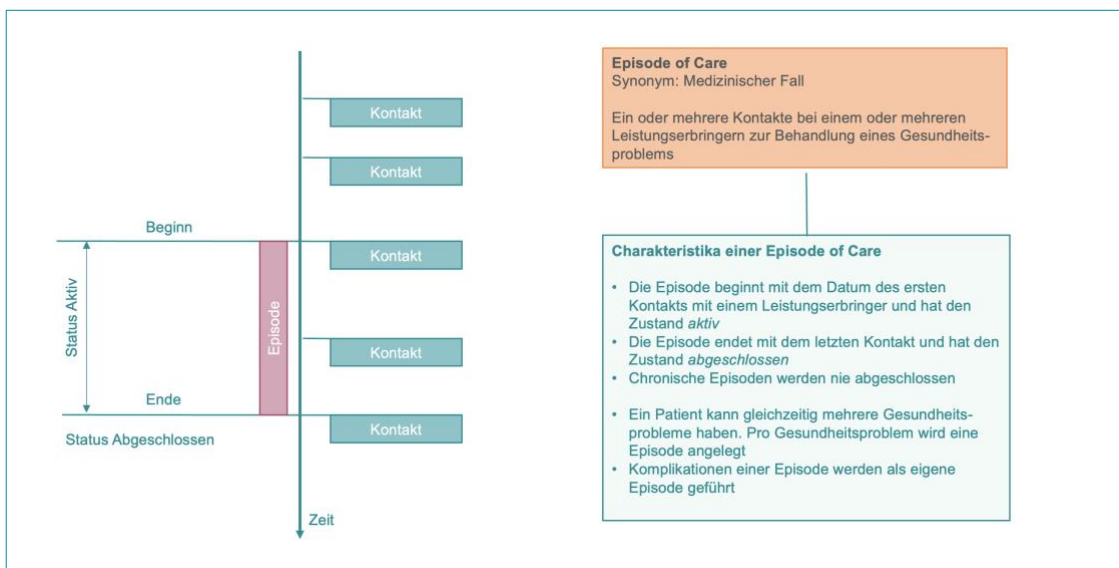 Kontakt
Kontakt
Beginn
Kontakt
Status Aktiv
Episode
Kontakt
Ende
Kontakt
Status Abgeschlossen
Zeit
Episode of Care
Synonym: Medizinischer Fall
Ein oder mehrere Kontakte bei einem oder mehreren
Leistungserbringern zur Behandlung eines Gesundheits-
problems
Charakteristika einer Episode of Care
• Die Episode beginnt mit dem Datum des ersten
Kontakts mit einem Leistungserbringer und hat den
Zustand aktiv
• Die Episode endet mit dem letzten Kontakt und hat den
Zustand abgeschlossen
• Chronische Episoden werden nie abgeschlossen
• Ein Patient kann gleichzeitig mehrere Gesundheits-
probleme haben. Pro Gesundheitsproblem wird eine
Episode angelegt
• Komplikationen einer Episode werden als eigene
Episode geführt